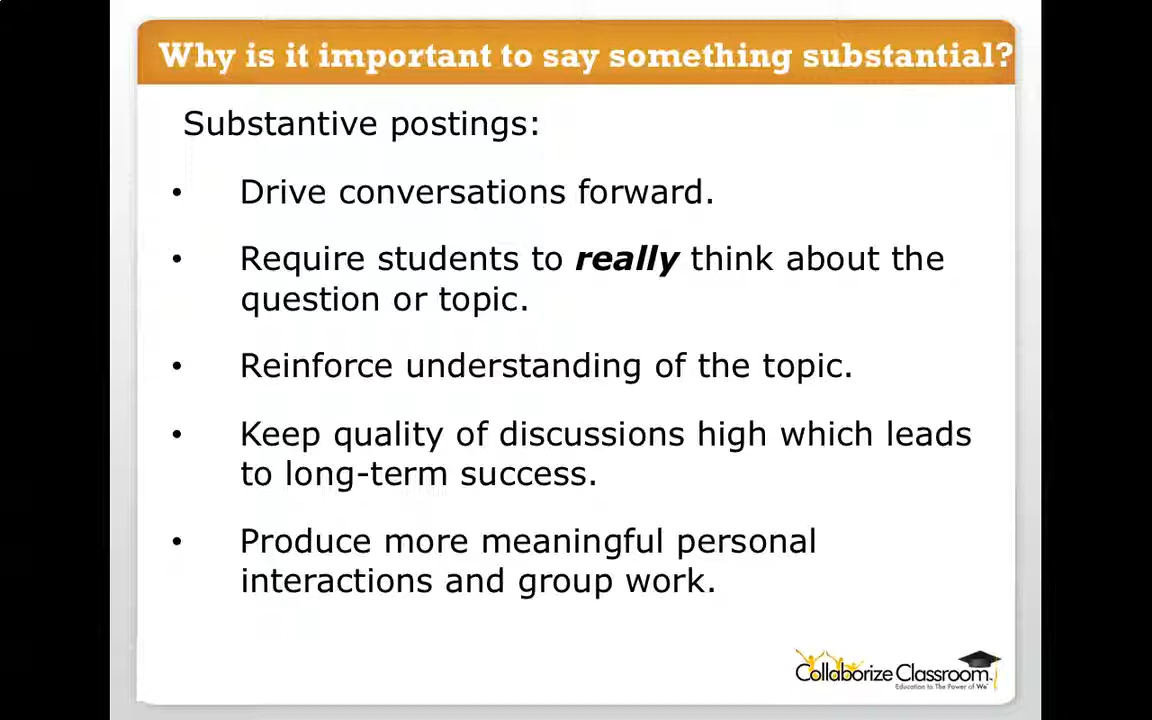 Why is it important to say something substantial?
Substantive postings:
• Drive conversations forward.
• Require students to really think about the
question or topic.
• Reinforce understanding of the topic.
• Keep quality of discussions high which leads
to long-term success.
• Produce more meaningful personal
interactions and group work.
Collaborize Classroom™
Education to The Power of We™